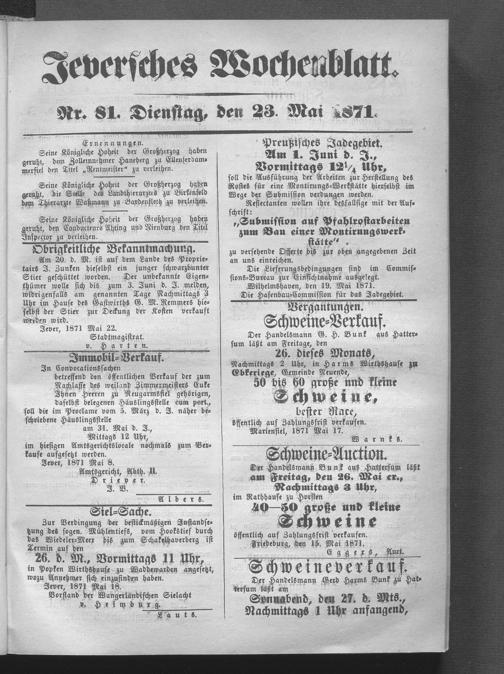 Jeversches Wochenblatt.
Nr. 81. Dienstag, den 23. Mai 1871.
Ernennungen.
Seine Königliche Hoheit der Großherzog haben
geruht, dem Zolleinnehmer Haneberg zu Ellenserdam-
mersiel den Titel „Rentmeister" zu verleihen.
Seine Königliche Hoheit der Großherzog haben
geruht, die Stelle des Landthierarztes zu
dem Thierarzte zu Gardensieth zu verleihen.
Seine Königliche Hoheit der Großherzog haben
geruht, den Conducteure Ahting und Nienburg den Titel
Inspector zu verleihen.
Obrigkeitliche Bekanntmachung.
Am 20. d. M. ist auf dem Lande des Proprie-
tairs J. Junken hieselbst ein junger schwarzbunter
Stier geschüttet worden. Der unbekannte Eigen-
thümer wolle sich bis zum 3. Juni d. J. melden,
widrigenfalls am genannten Tage Nachmittags 3
Uhr im Hause des Gastwirths G. M. Remmers hie-
selbst der Stier zur Deckung der Kosten verkauft
werden wird.
Jever, 1871 Mai 22.
Stadtmagistrat.
v. Harten.
Immobil-Verkauf.
In Convocationssachen
betreffend den öffentlichen Verkauf der zum
Nachlasse des weiland Zimmermeisters Eilke
Ihnen Heeren zu Neugarmssiel gehörigen,
daselbst belegenen Häuslingsstelle cum pert.,
soll die im Proclame vom 5. März d. J. näher be-
schriebene Häuslingsstelle
am 31. Mai d. J.,
Mittags 12 Uhr,
im hiesigen Amtsgerichtslocale nochmals zum Ver-
kaufe aufgesetzt werden.
Jever, 1871 Mai 8.
Amtsgericht, Abth. II.
Driever.
J. V.
Albers.
Siel-Sache.
Zur Verdingung der bestickmäßigen Instandse-
tzung des sogen. Mühlentiefs, vom Hookstief durch
das Wiedeler-Meer bis zum Schakelhaverberg ist
Termin auf den
26. d. M., Vormittags 11 Uhr,
in Popken Wirthshause zu Waddewarden angesetzt,
wozu Annehmer sich einzufinden haben.
Jever, 1871 Mai 18.
Vorstand der Wangerländischen Sielacht
v. Heimburg.
Lauts.
Preußisches Jadegebiet.
Am 1. Juni d. J.,
Vormittags 12¼ Uhr,
soll die Ausführung der Arbeiten zur Herstellung des
Rostes für eine Montirungs-Werkstätte hierselbst im
Wege der Submission verdungen werden.
Reflectanten wollen ihre desfallsige mit der Auf-
schrift:
„Submission auf Pfahlrostarbeiten
zum Bau einer Montirungswerk-
stätte"
zu versehende Offerte bis zur oben angegebenen Zeit
an uns einreichen.
Die Lieferungsbedingungen sind im Commis-
sions-Bureau zur Einsichtnahme ausgelegt.
Wilhelmshaven, den 19. Mai 1871.
Die Hafenbau-Commission für das Jadegebiet.
Vergantungen.
Schweine-Verkauf.
Der Handelsmann G. H. Bunk aus Hatter-
sum läßt am Freitage, den
26. dieses Monats,
Nachmittags 2 Uhr, in Harms Wirthshause zu
Ebkeriege, Gemeinde Neuende,
50 bis 60 große und kleine
Schweine,
bester Race,
öffentlich auf Zahlungsfrist verkaufen.
Mariensiel, 1871 Mai 17.
Warnks.
Schweine-Auction.
Der Handelsmann Bunk aus Hattersum läßt
am Freitag, den 26. Mai cr.,
Nachmittags 3 Uhr,
im Rathhause zu Horsten
40—50 große und kleine
Schweine
öffentlich auf Zahlungsfrist verkaufen.
Friedeburg, den 15. Mai 1871.
Eggers, Auct.
Schweineverkauf.
Der Handelsmann Gerd Harms Bunk zu Hat-
tersum läßt am
Sonnabend, den 27. d. Mts.,
Nachmittags 1 Uhr anfangend,